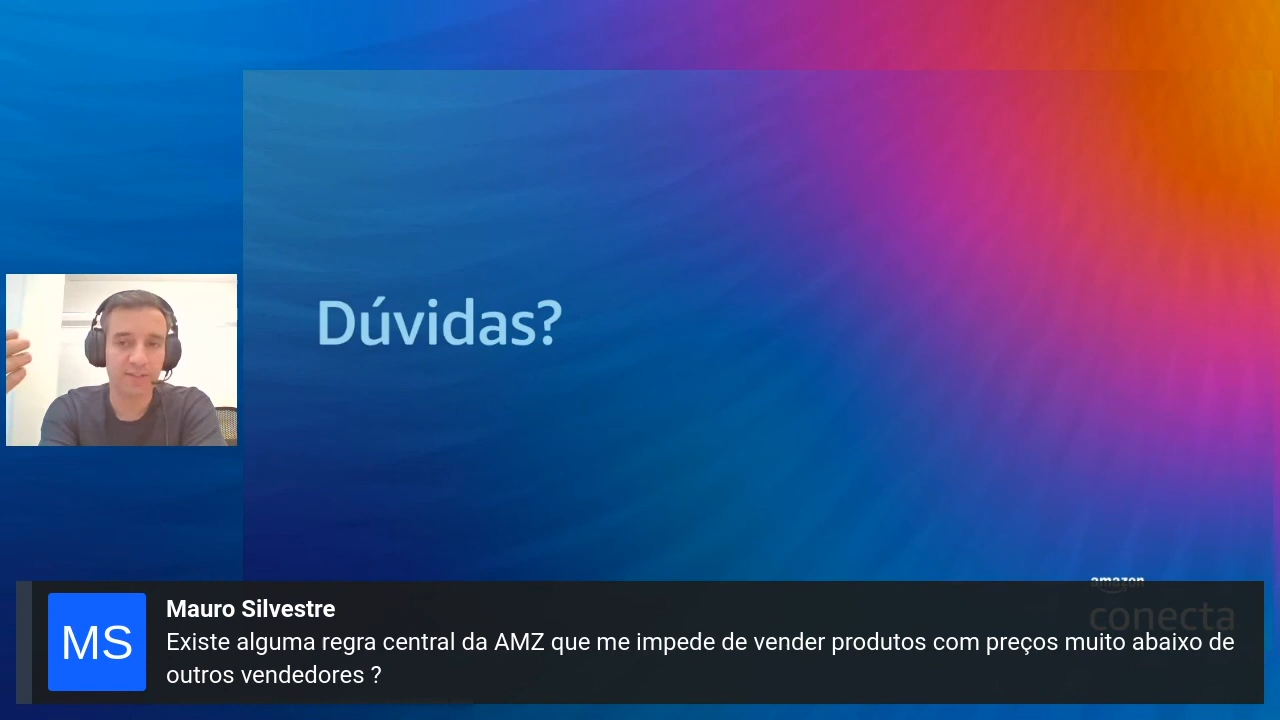 Dúvidas?
amazon
conecta
MS
Mauro Silvestre
Existe alguma regra central da AMZ que me impede de vender produtos com preços muito abaixo de
outros vendedores ?